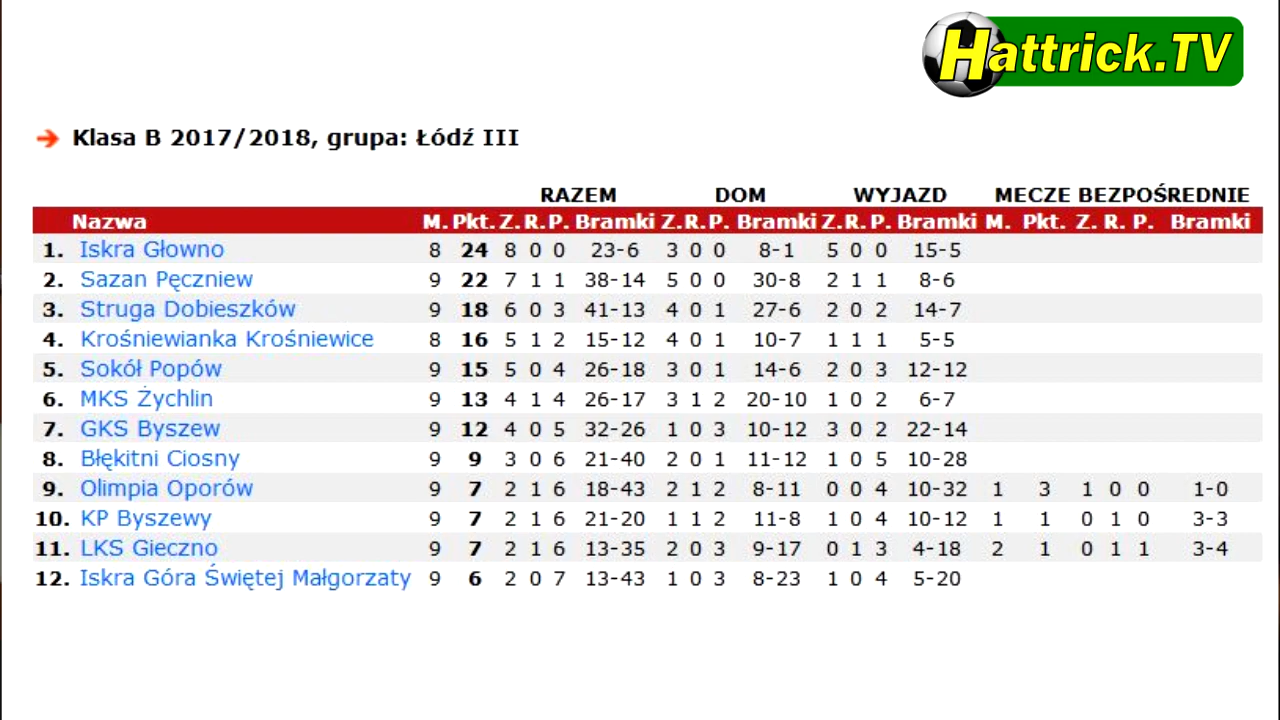 Hattrick.TV
Klasa B 2017/2018, grupa: Łódź III
RAZEM DOM WYJAZD MECZE BEZPOŚREDNIE
Nazwa M. Pkt. Z. R. P. Bramki Z. R. P. Bramki Z. R. P. Bramki M. Pkt. Z. R. P. Bramki
1. Iskra Głowno 8 24 8 0 0 23-6 3 0 0 8-1 5 0 0 15-5
2. Sazan Pęczniew 9 22 7 1 1 38-14 5 0 0 30-8 2 1 1 8-6
3. Struga Dobieszków 9 18 6 0 3 41-13 4 0 1 27-6 2 0 2 14-7
4. Krośniewianka Krośniewice 8 16 5 1 2 15-12 4 0 1 10-7 1 1 1 5-5
5. Sokół Popów 9 15 5 0 4 26-18 3 0 1 14-6 2 0 3 12-12
6. MKS Żychlin 9 13 4 1 4 26-17 3 1 2 20-10 1 0 2 6-7
7. GKS Byszew 9 12 4 0 5 32-26 1 0 3 10-12 3 0 2 22-14
8. Błękitni Ciosny 9 9 3 0 6 21-40 2 0 1 11-12 1 0 5 10-28
9. Olimpia Oporów 9 7 2 1 6 18-43 2 1 2 8-11 0 0 4 10-32 1 3 1 0 0 1-0
10. KP Byszewy 9 7 2 1 6 21-20 1 1 2 11-8 1 0 4 10-12 1 1 0 1 0 3-3
11. LKS Gieczno 9 7 2 1 6 13-35 2 0 3 9-17 0 1 3 4-18 2 1 0 1 1 3-4
12. Iskra Góra Świętej Małgorzaty 9 6 2 0 7 13-43 1 0 3 8-23 1 0 4 5-20